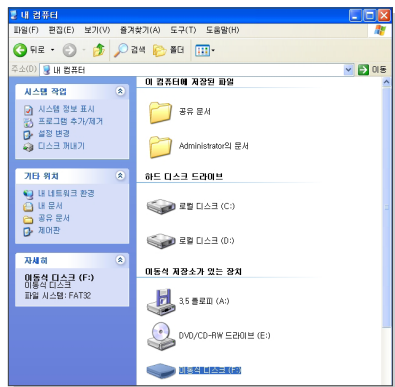 내 컴퓨터
파일(F) 편집(E) 보기(V) 즐겨찾기(A) 도구(T) 도움말(H)
뒤로 검색 폴더
주소(D) 내 컴퓨터 이동
시스템 작업
시스템 정보 표시
프로그램 추가/제거
설정 변경
디스크 꺼내기
기타 위치
내 네트워크 환경
내 문서
공유 문서
제어판
자세히
이동식 디스크 (F:)
이동식 디스크
파일 시스템: FAT32
이 컴퓨터에 저장된 파일
공유 문서
Administrator의 문서
하드 디스크 드라이브
로컬 디스크 (C:)
로컬 디스크 (D:)
이동식 저장소가 있는 장치
3,5 플로피 (A:)
DVD/CD-RW 드라이브 (E:)
이동식 디스크 (F:)